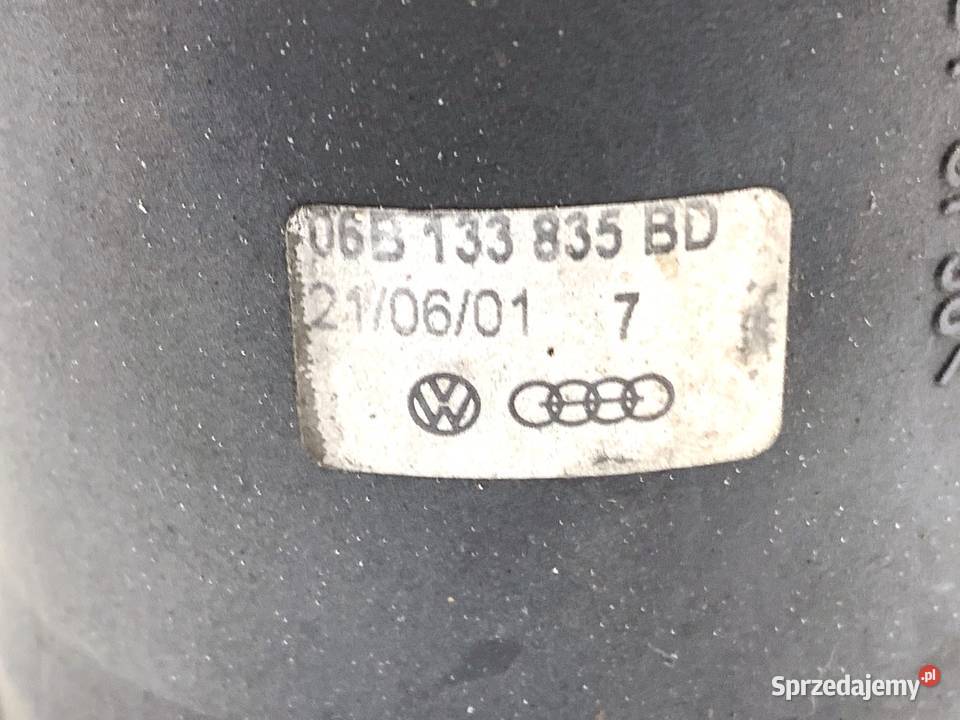 06B 133 835 BD
21/06/01 7
Sprzedajemy.pl